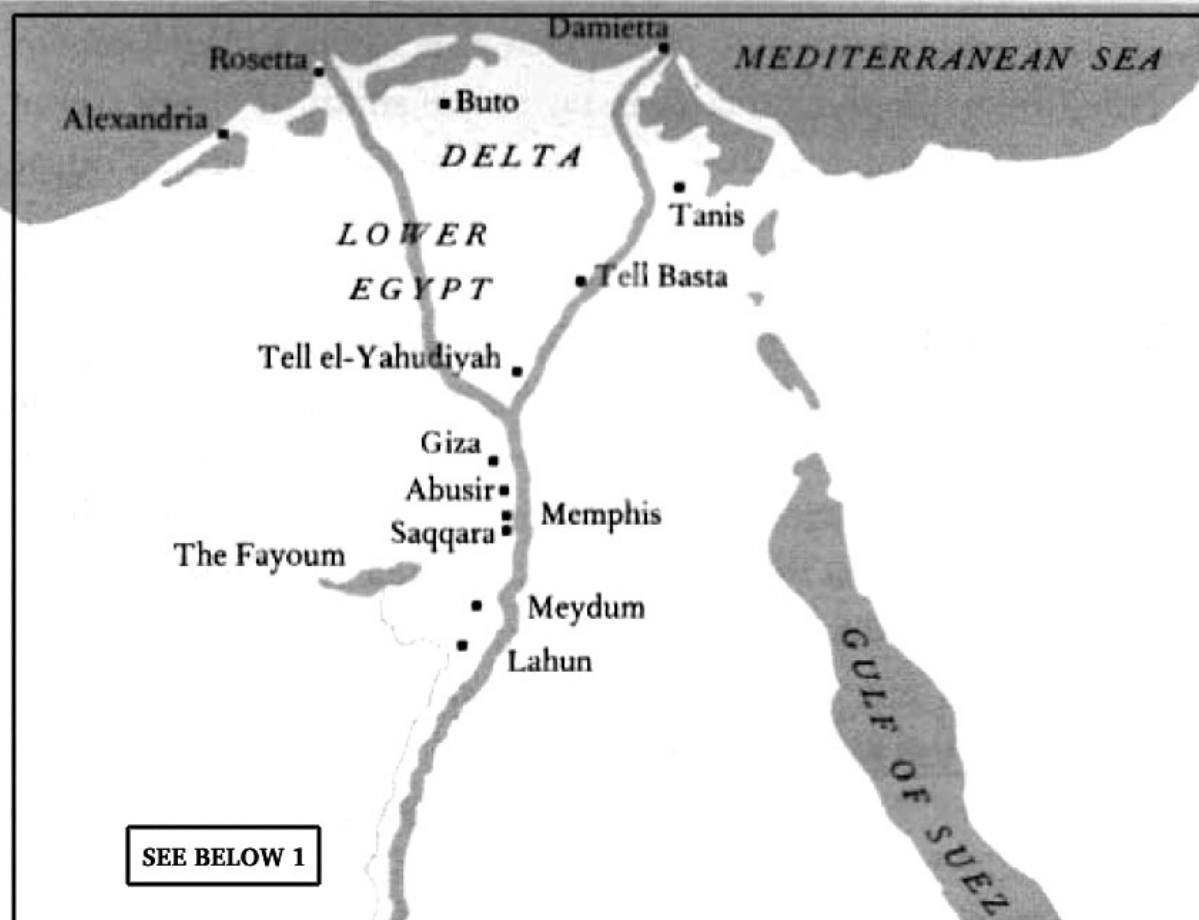 Damietta
Rosetta
MEDITERRANEAN SEA
Buto
Alexandria
DELTA
Tanis
LOWER
EGYPT
Tell Basta
Tell el-Yahudiyah
Giza
Abusir
Memphis
Saqqara
The Fayoum
Meydum
Lahun
GULF OF SUEZ
SEE BELOW 1